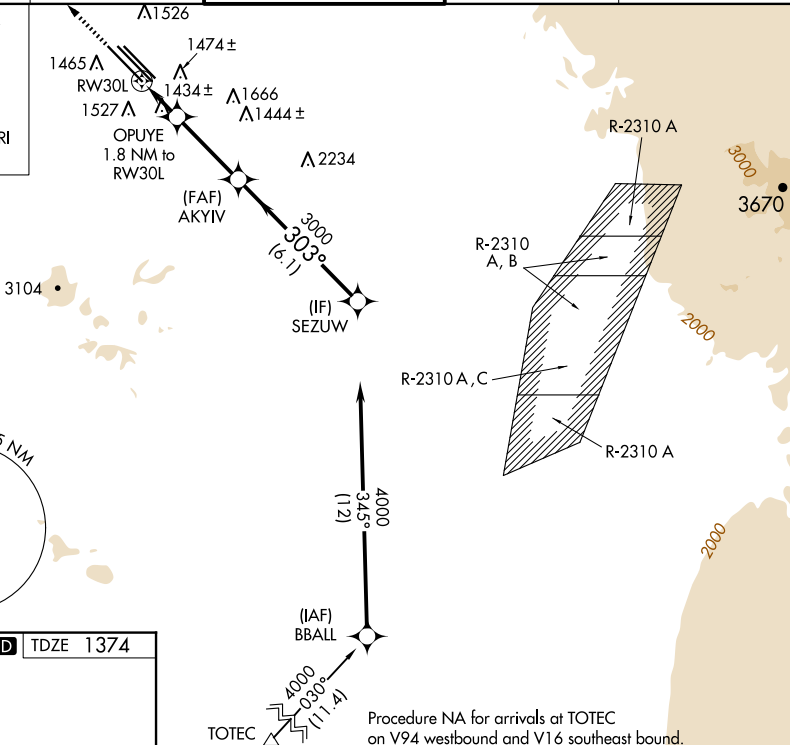 1526
1474±
1465
RW30L
1434±
1666
1527
1444±
OPUYE
1.8 NM to
RW30L
RI
2234
R-2310 A
3000
3670
(FAF)
AKYIV
3000
303°
(6.1)
R-2310
A, B
3104
(IF)
SEZUW
2000
R-2310 A, C
R-2310 A
5 NM
4000
345°
(12)
2000
(IAF)
BBALL
D TDZE 1374
4000
030°
(11.4)
TOTEC
Procedure NA for arrivals at TOTEC
on V94 westbound and V16 southeast bound.